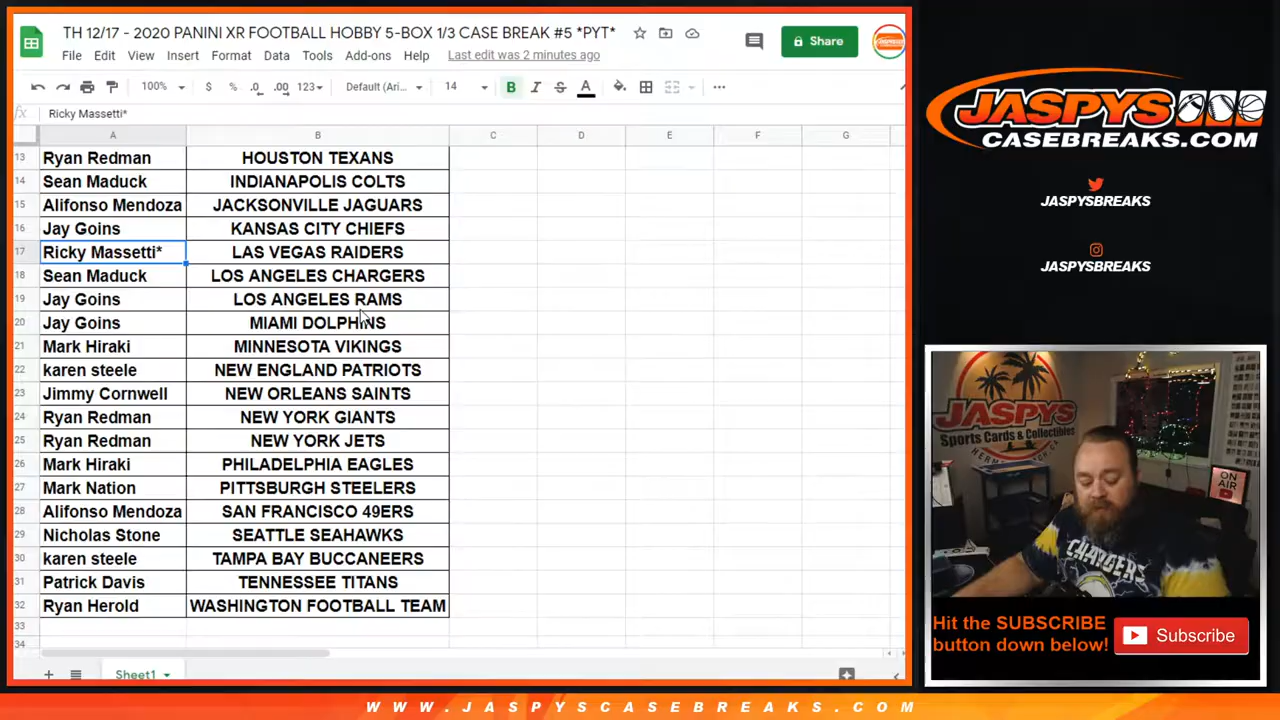 TH 12/17 - 2020 PANINI XR FOOTBALL HOBBY 5-BOX 1/3 CASE BREAK #5 *PYT*
Share
File Edit View Insert Format Data Tools Add-ons Help Last edit was 2 minutes ago
100% $ % .0 .00 123 Default (Ari... 14 B I S A
fx Ricky Massetti*
A B C D E F G
13 Ryan Redman HOUSTON TEXANS
14 Sean Maduck INDIANAPOLIS COLTS
15 Alifonso Mendoza JACKSONVILLE JAGUARS
16 Jay Goins KANSAS CITY CHIEFS
17 Ricky Massetti* LAS VEGAS RAIDERS
18 Sean Maduck LOS ANGELES CHARGERS
19 Jay Goins LOS ANGELES RAMS
20 Jay Goins MIAMI DOLPHINS
21 Mark Hiraki MINNESOTA VIKINGS
22 karen steele NEW ENGLAND PATRIOTS
23 Jimmy Cornwell NEW ORLEANS SAINTS
24 Ryan Redman NEW YORK GIANTS
25 Ryan Redman NEW YORK JETS
26 Mark Hiraki PHILADELPHIA EAGLES
27 Mark Nation PITTSBURGH STEELERS
28 Alifonso Mendoza SAN FRANCISCO 49ERS
29 Nicholas Stone SEATTLE SEAHAWKS
30 karen steele TAMPA BAY BUCCANEERS
31 Patrick Davis TENNESSEE TITANS
32 Ryan Herold WASHINGTON FOOTBALL TEAM
33
34
Sheet1
JASPYS
CASEBREAKS.COM
JASPYSBREAKS
JASPYSBREAKS
JASPYS
Sports Cards & Collectibles
ON AIR
CHARGERS
Hit the SUBSCRIBE
button down below!
Subscribe
WWW.JASPYSCASEBREAKS.COM